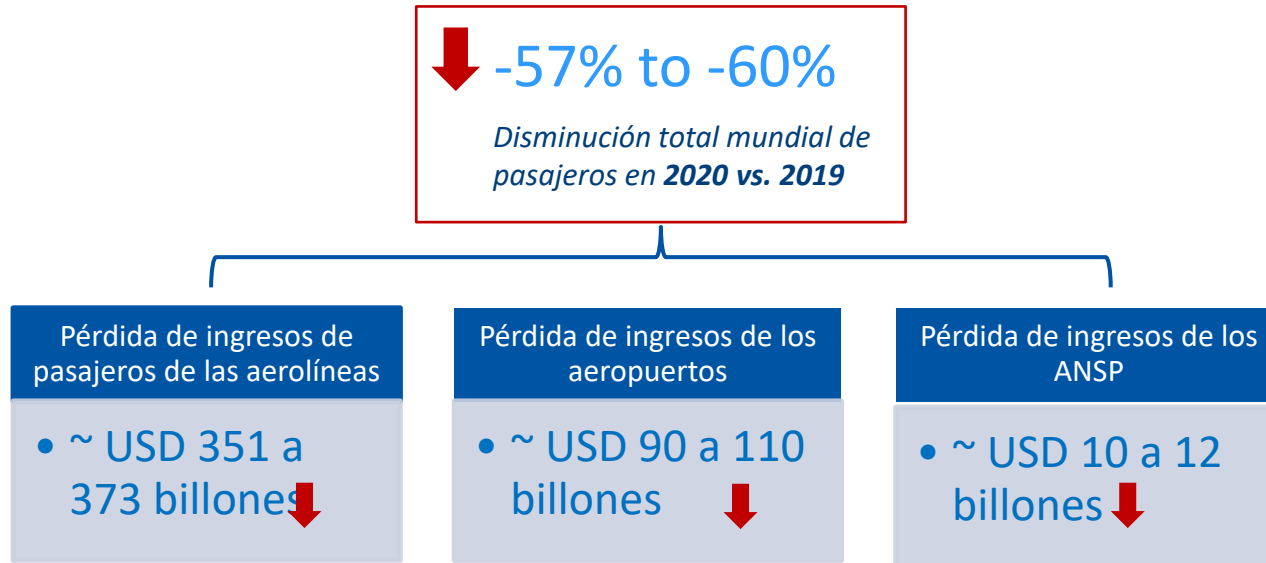 -57% to -60%
Disminución total mundial de
pasajeros en 2020 vs. 2019
Pérdida de ingresos de
pasajeros de las aerolíneas
• ~ USD 351 a
373 billones
Pérdida de ingresos de los
aeropuertos
• ~ USD 90 a 110
billones
Pérdida de ingresos de los
ANSP
• ~ USD 10 a 12
billones